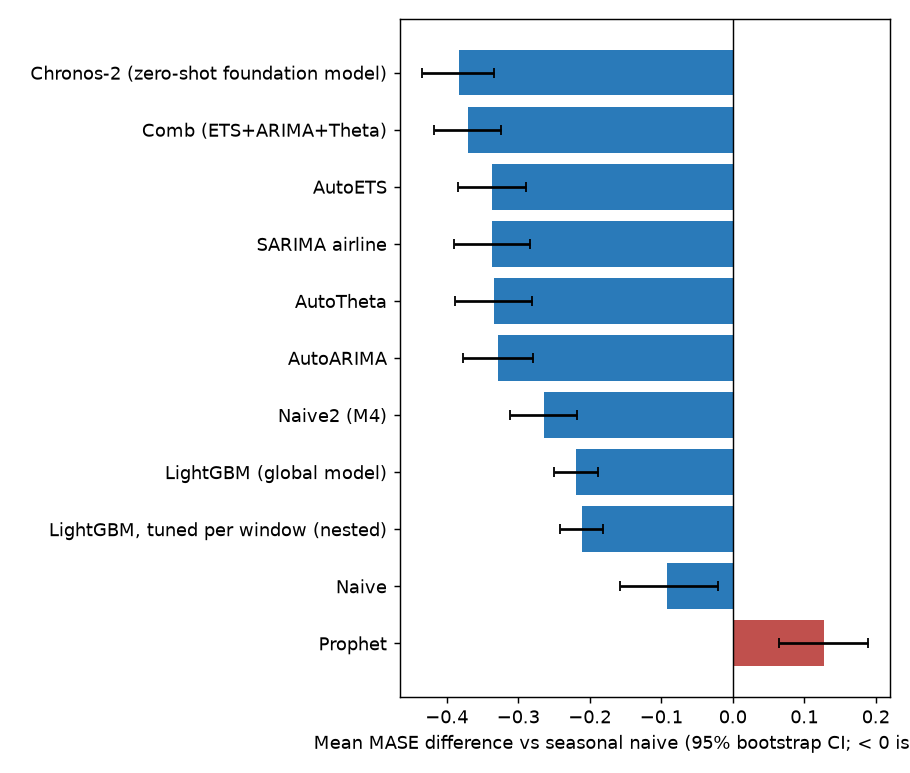 Chronos-2 (zero-shot foundation model)
Comb (ETS+ARIMA+Theta)
AutoETS
SARIMA airline
AutoTheta
AutoARIMA
Naive2 (M4)
LightGBM (global model)
LightGBM, tuned per window (nested)
Naive
Prophet
−0.4 −0.3 −0.2 −0.1 0.0 0.1 0.2
Mean MASE difference vs seasonal naive (95% bootstrap CI; < 0 is